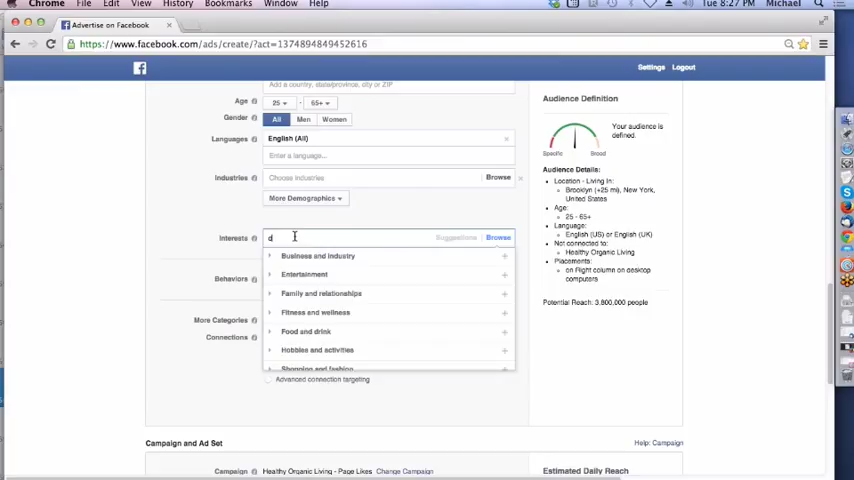 Chrome File Edit View History Bookmarks Window Help Tue 8:27 PM Michael
Advertise on Facebook
https://www.facebook.com/ads/create/?act=1374894849452616
Settings Logout
Add a country, state/province, city or ZIP
Age 25 - 65+
Gender All Men Women
Languages English (All)
Enter a language...
Industries Choose industries Browse
More Demographics
Interests d Suggestions Browse
Business and industry
Entertainment
Family and relationships
Fitness and wellness
Food and drink
Hobbies and activities
Shopping and fashion
Behaviors
More Categories
Connections
Advanced connection targeting
Audience Definition
Your audience is
defined.
Specific Broad
Audience Details:
Location - Living In:
Brooklyn (+25 mi), New York,
United States
Age:
25 - 65+
Language:
English (US) or English (UK)
Not connected to:
Healthy Organic Living
Placements:
on Right column on desktop
computers
Potential Reach: 3,800,000 people
Campaign and Ad Set Help: Campaign
Campaign Healthy Organic Living - Page Likes Change Campaign
Estimated Daily Reach